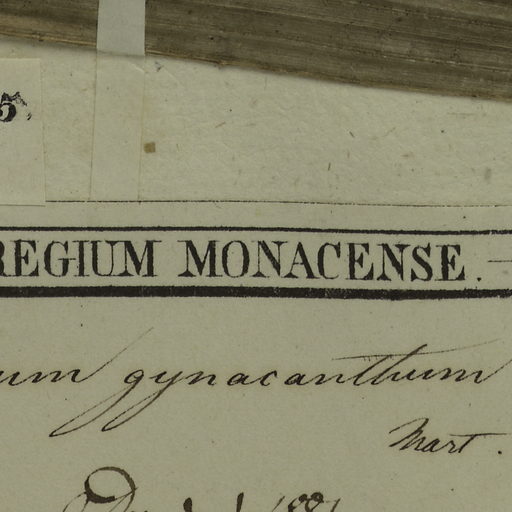 5
REGIUM MONACENSE.
um gynacanthum
Mart.